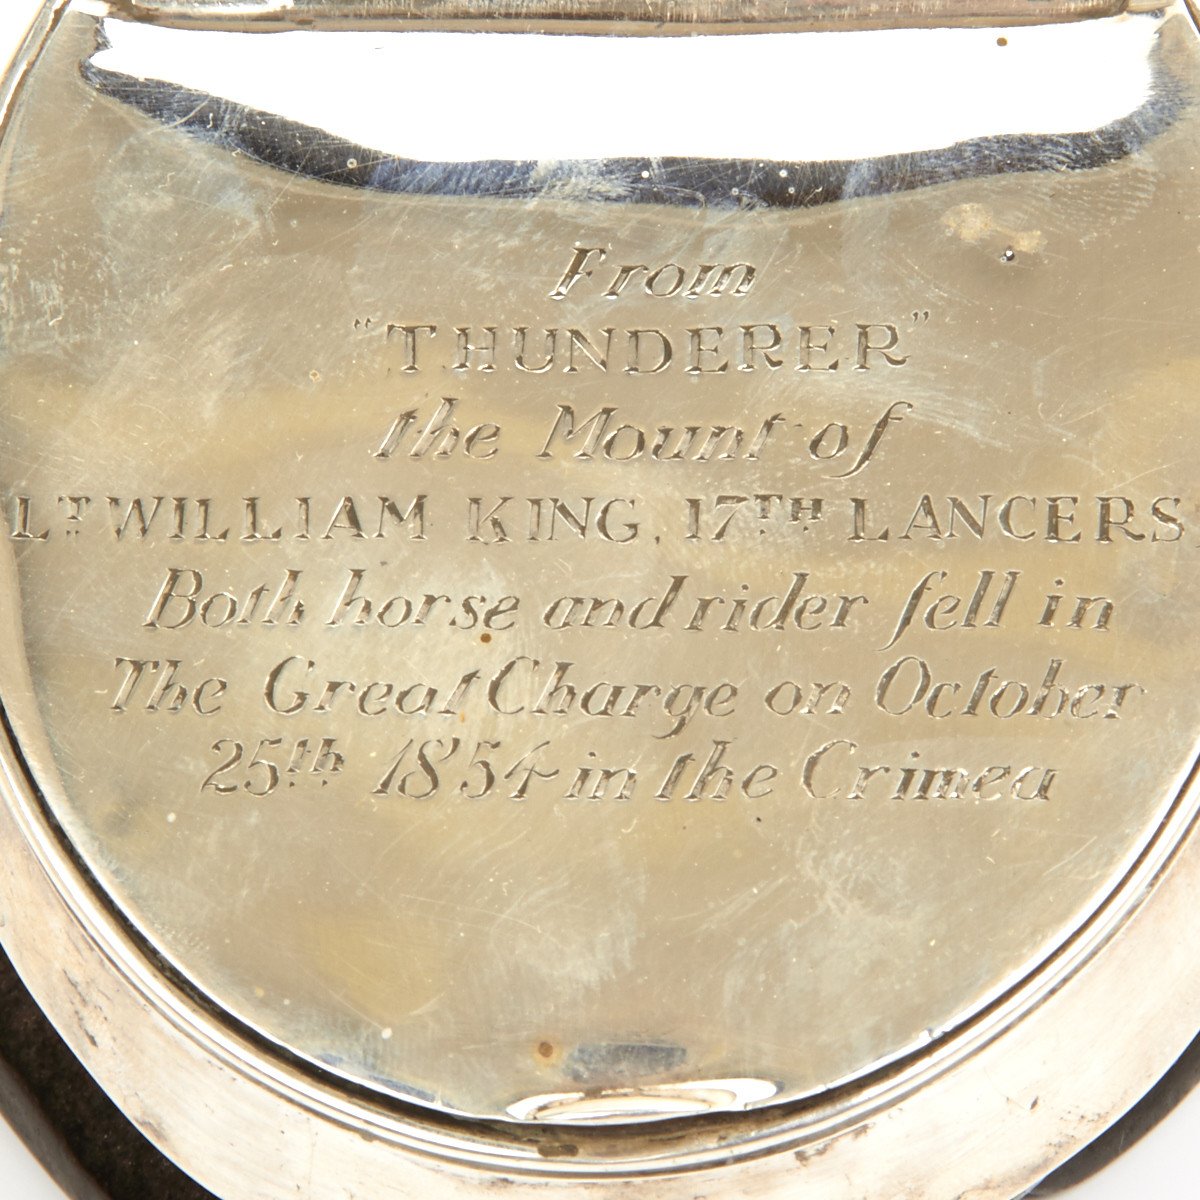 From
"THUNDERER"
the Mount of
LT WILLIAM KING, 17TH LANCERS,
Both horse and rider fell in
The Great Charge on October
25th 1854 in the Crimea